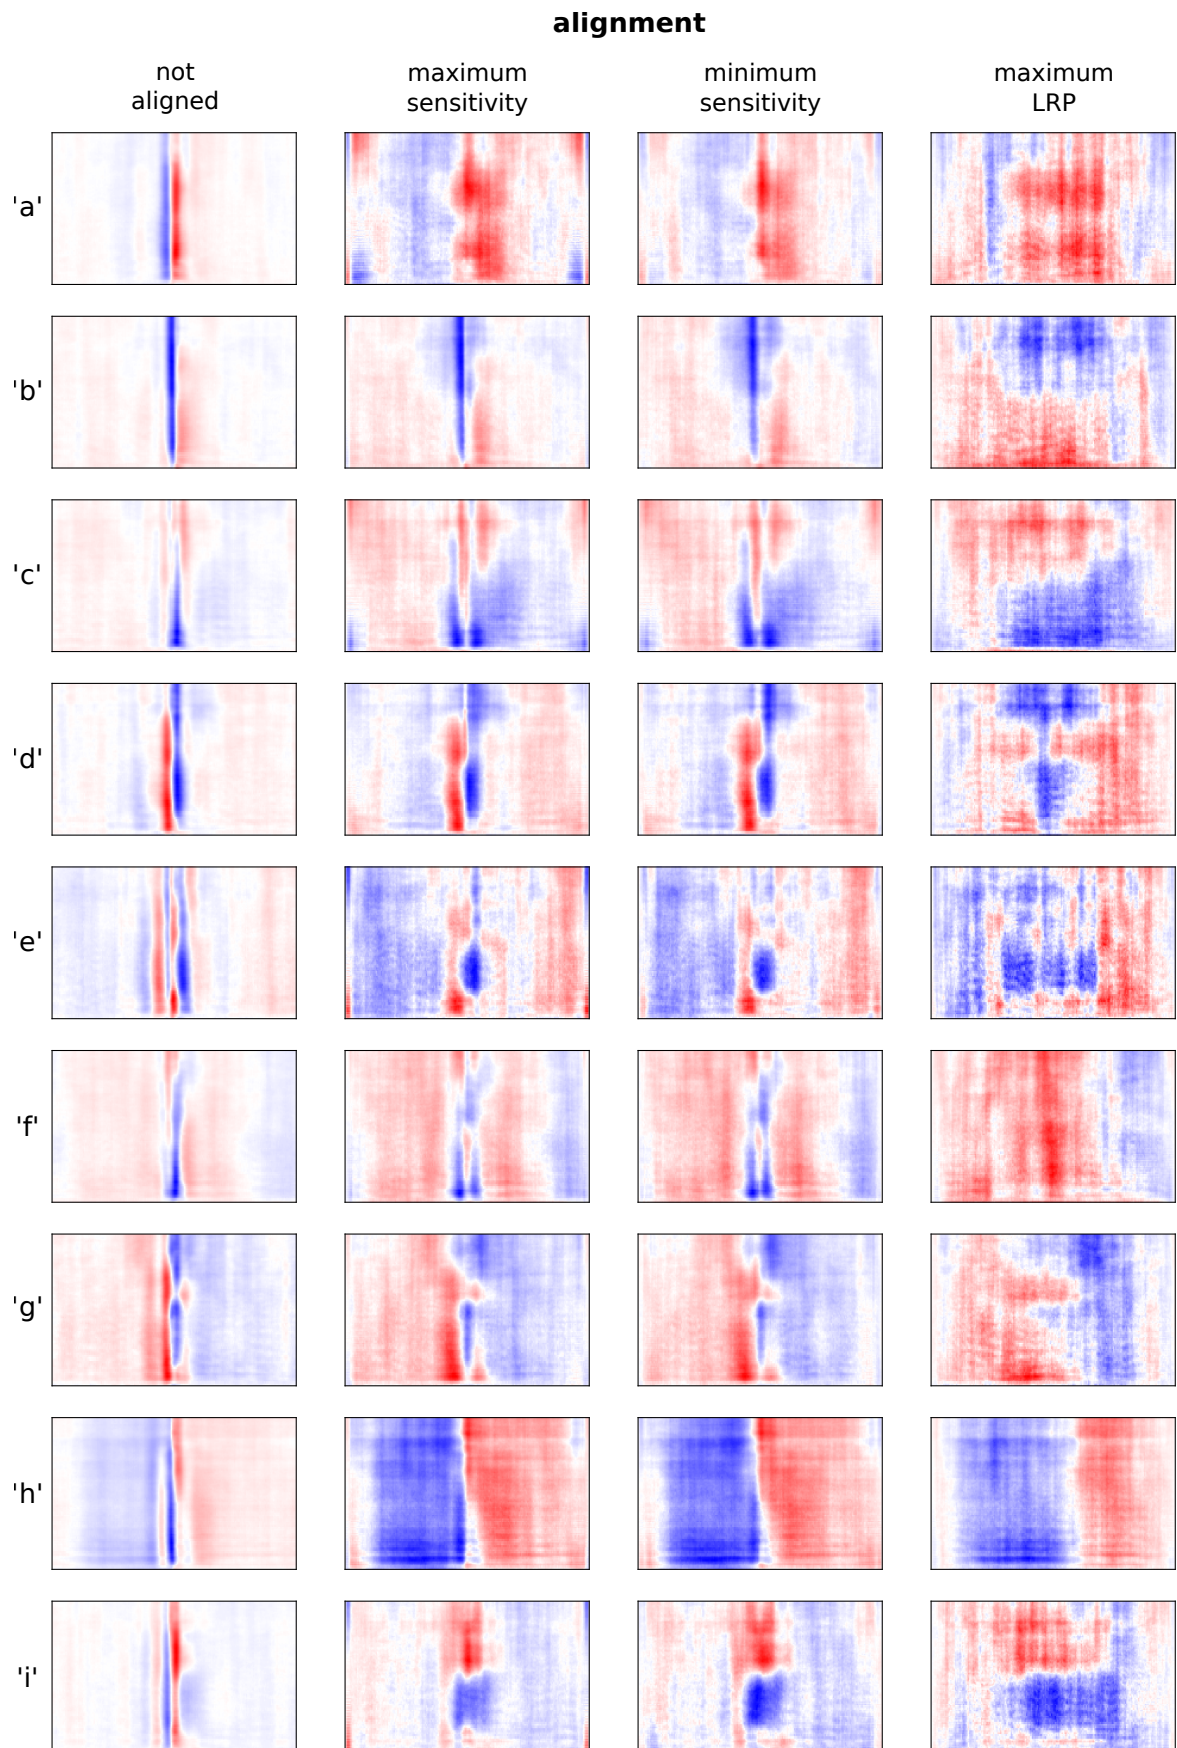 alignment
not
aligned
maximum
sensitivity
minimum
sensitivity
maximum
LRP
'a'
'b'
'c'
'd'
'e'
'f'
'g'
'h'
'i'